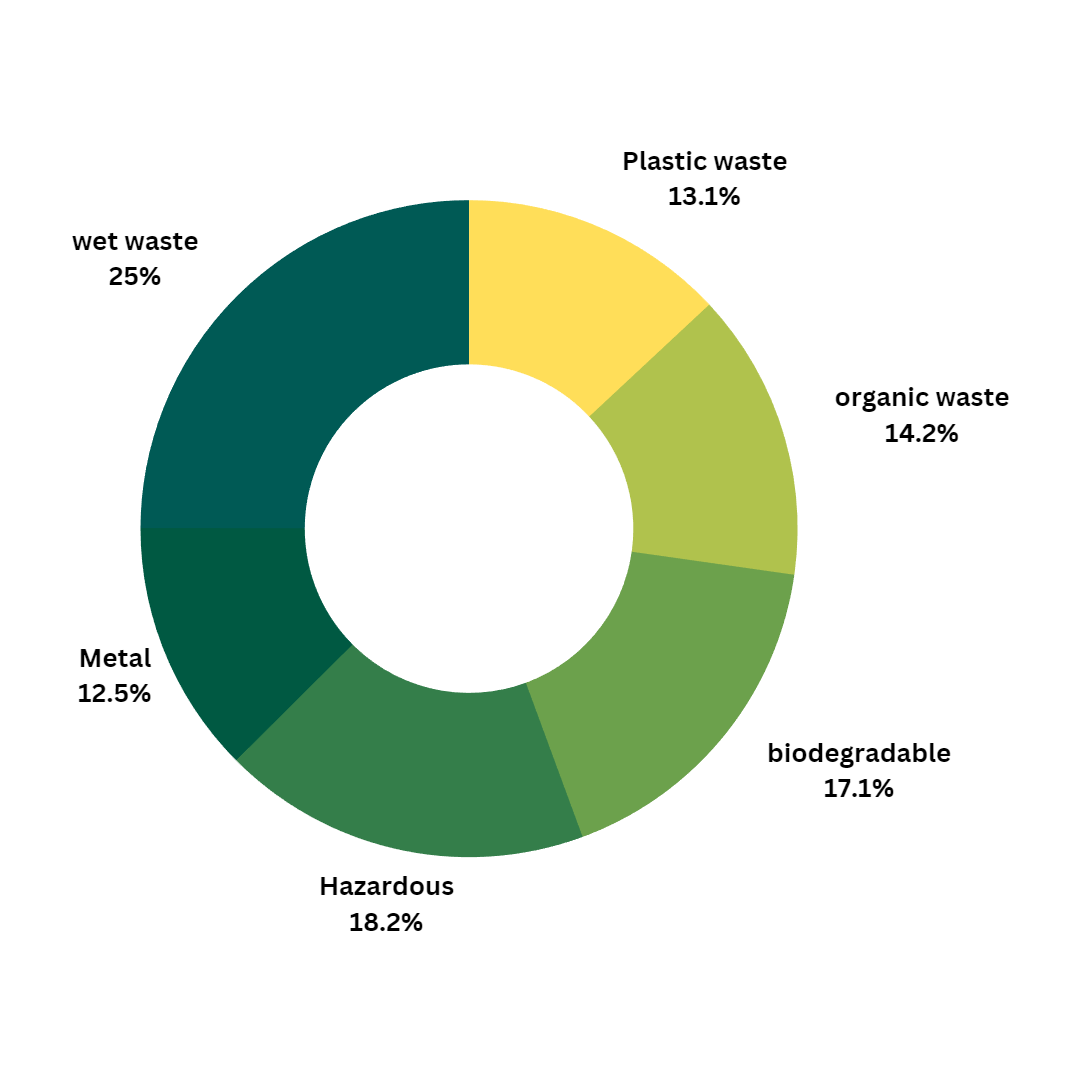 Plastic waste
13.1%
wet waste
25%
organic waste
14.2%
Metal
12.5%
biodegradable
17.1%
Hazardous
18.2%